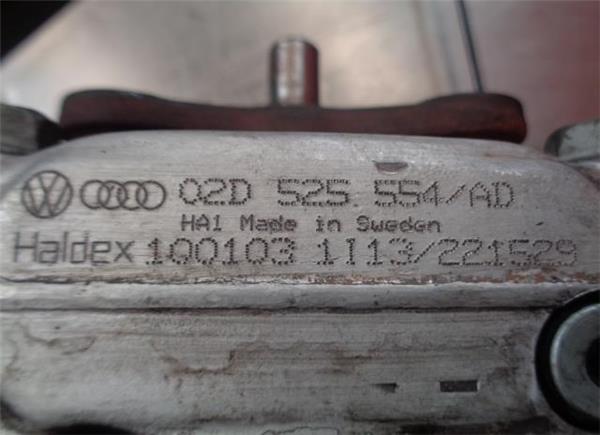 02D 525 554/AD
HA1 Made in Sweden
Haldex 100103 1113/221529